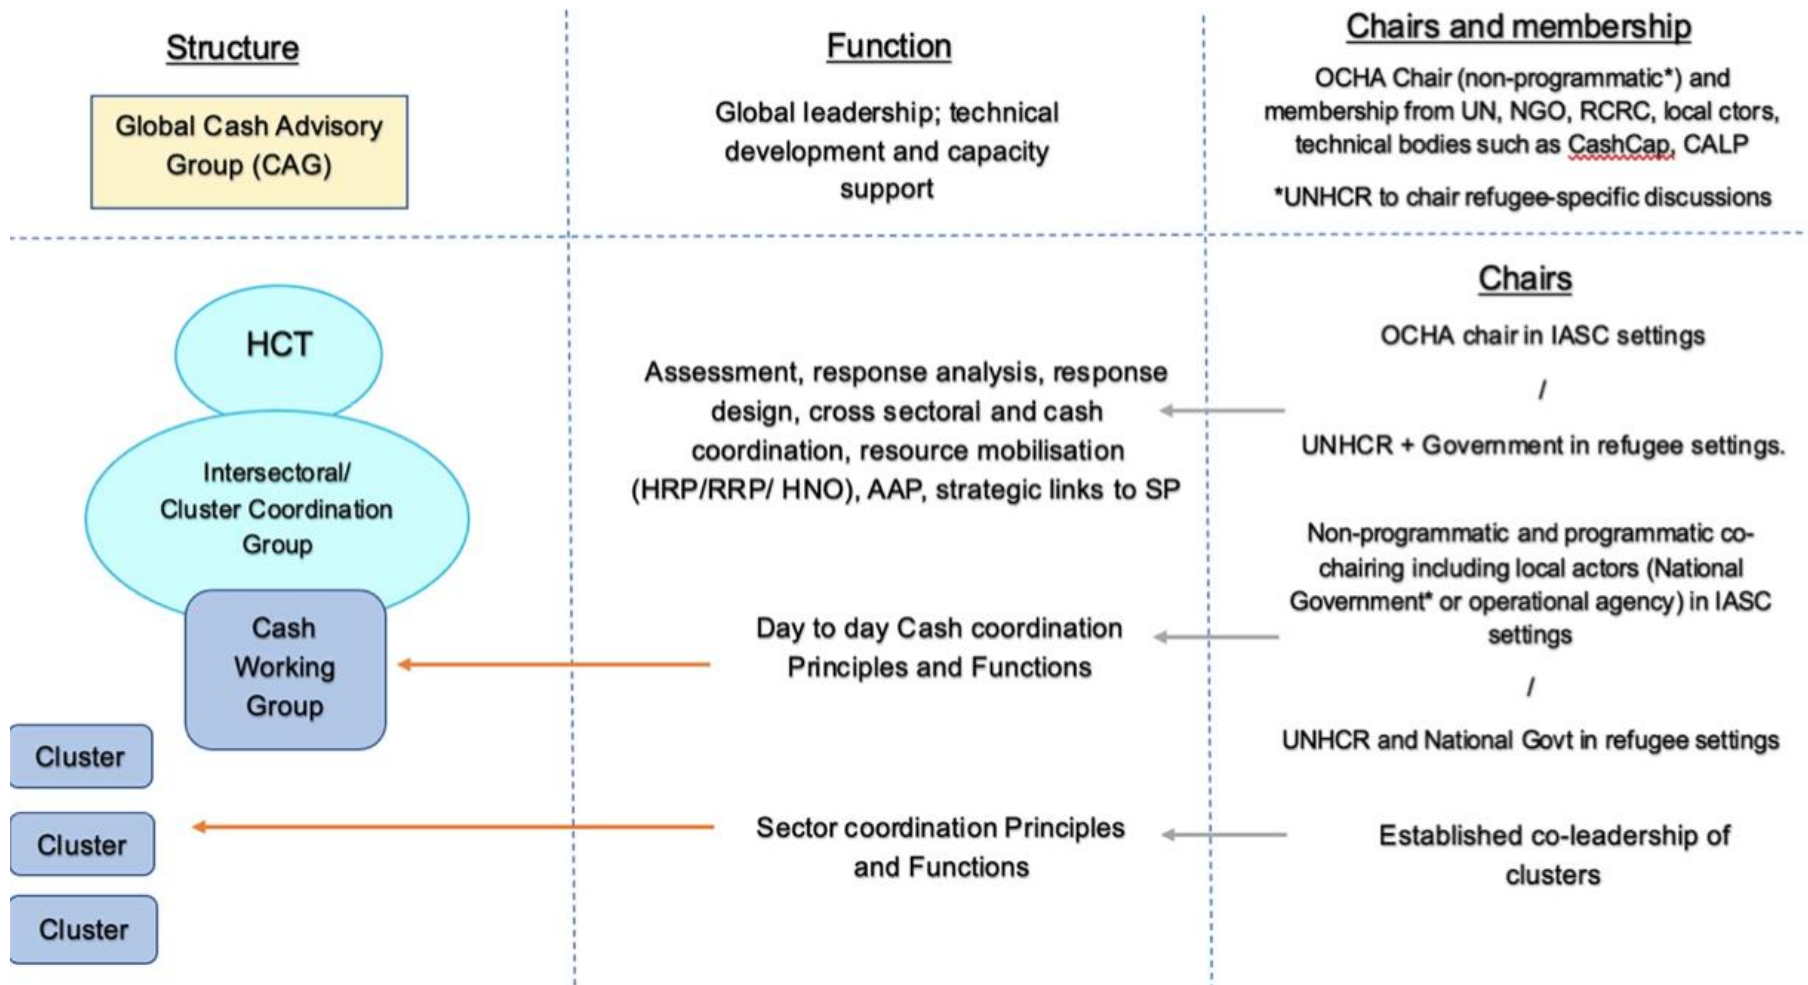 Structure
Global Cash Advisory
Group (CAG)
Function
Global leadership; technical
development and capacity
support
Chairs and membership
OCHA Chair (non-programmatic*) and
membership from UN, NGO, RCRC, local ctors,
technical bodies such as CashCap, CALP
*UNHCR to chair refugee-specific discussions
HCT
Intersectoral/
Cluster Coordination
Group
Cash
Working
Group
Cluster
Cluster
Cluster
Assessment, response analysis, response
design, cross sectoral and cash
coordination, resource mobilisation
(HRP/RRP/ HNO), AAP, strategic links to SP
Day to day Cash coordination
Principles and Functions
Sector coordination Principles
and Functions
Chairs
OCHA chair in IASC settings
/
UNHCR + Government in refugee settings.
Non-programmatic and programmatic co-
chairing including local actors (National
Government* or operational agency) in IASC
settings
/
UNHCR and National Govt in refugee settings
Established co-leadership of
clusters